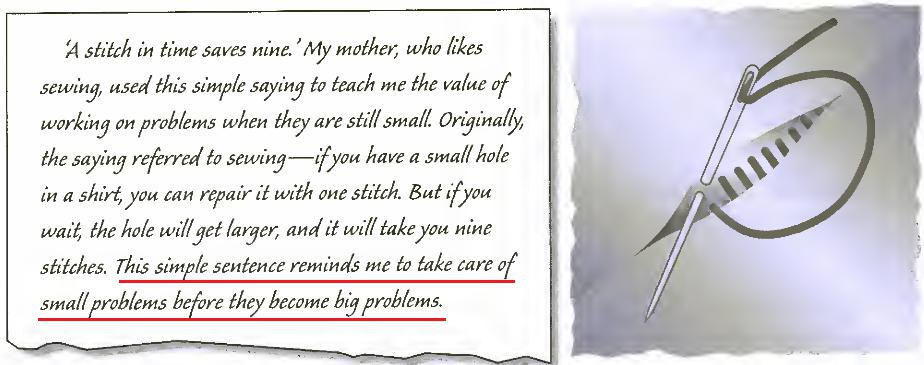 ‘A stitch in time saves nine.’ My mother, who likes
sewing, used this simple saying to teach me the value of
working on problems when they are still small. Originally,
the saying referred to sewing—if you have a small hole
in a shirt, you can repair it with one stitch. But if you
wait, the hole will get larger, and it will take you nine
stitches. This simple sentence reminds me to take care of
small problems before they become big problems.